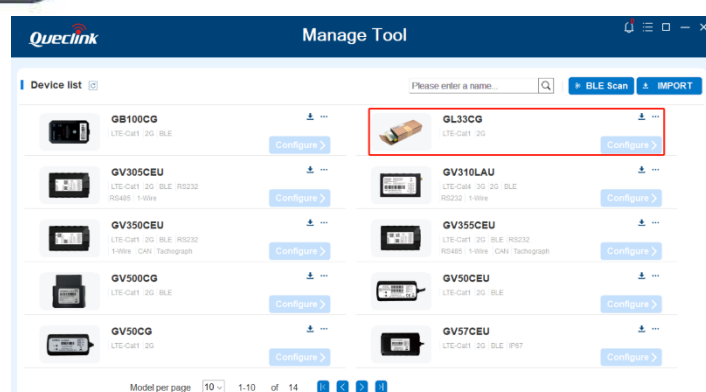 Queclink
Manage Tool
Device list
Please enter a name...
BLE Scan
IMPORT
GB100CG
LTE-Cat1 2G BLE
Configure
GL33CG
LTE-Cat1 2G
Configure
GV305CEU
LTE-Cat1 2G BLE RS232
RS485 1-Wire
Configure
GV310LAU
LTE-Cat4 3G 2G BLE
RS232 1-Wire
Configure
GV350CEU
LTE-Cat1 2G BLE RS232
1-Wire CAN Tachograph
Configure
GV355CEU
LTE-Cat1 2G BLE RS232
RS485 1-Wire CAN Tachograph
Configure
GV500CG
LTE-Cat1 2G BLE
Configure
GV50CEU
LTE-Cat1 2G BLE
Configure
GV50CG
LTE-Cat1 2G
Configure
GV57CEU
LTE-Cat1 2G BLE IP67
Configure
Model per page 10 1-10 of 14